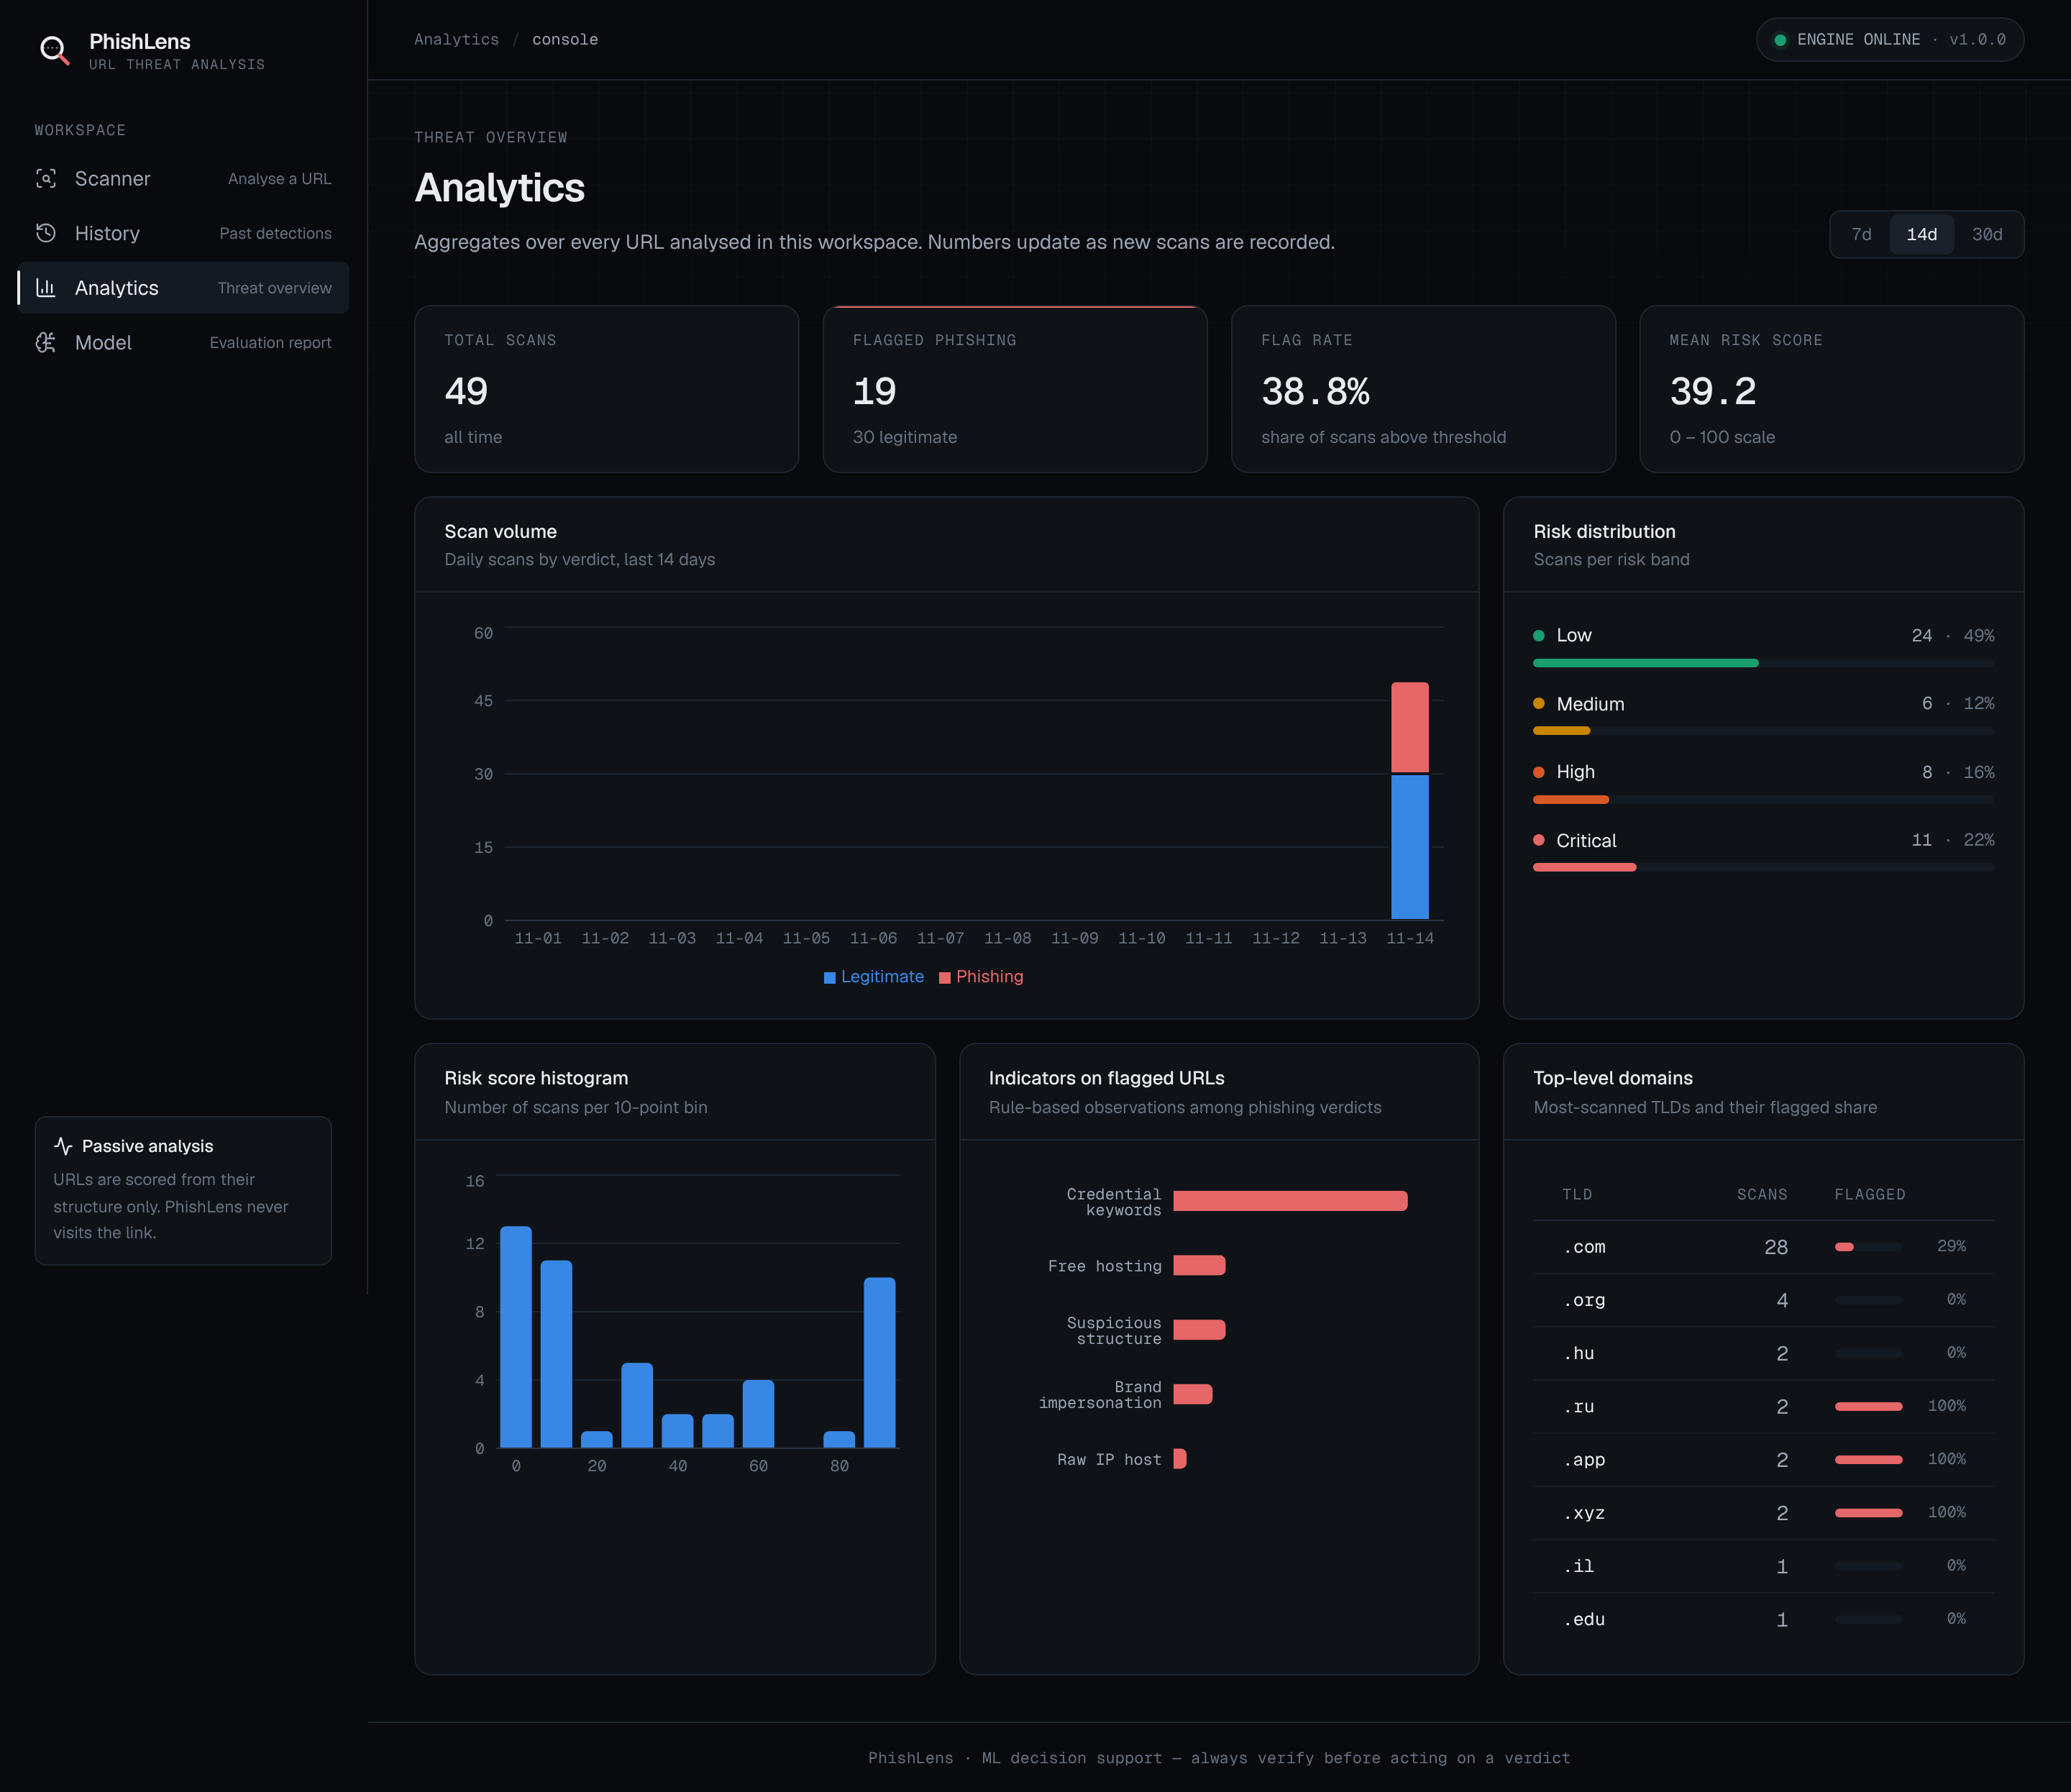 PhishLens
URL THREAT ANALYSIS
WORKSPACE
Scanner Analyse a URL
History Past detections
Analytics Threat overview
Model Evaluation report
Passive analysis
URLs are scored from their
structure only. PhishLens never
visits the link.
Analytics / console
ENGINE ONLINE · v1.0.0
THREAT OVERVIEW
Analytics
Aggregates over every URL analysed in this workspace. Numbers update as new scans are recorded.
7d 14d 30d
TOTAL SCANS
49
all time
FLAGGED PHISHING
19
30 legitimate
FLAG RATE
38.8%
share of scans above threshold
MEAN RISK SCORE
39.2
0 – 100 scale
Scan volume
Daily scans by verdict, last 14 days
60
45
30
15
0
11-01 11-02 11-03 11-04 11-05 11-06 11-07 11-08 11-09 11-10 11-11 11-12 11-13 11-14
Legitimate Phishing
Risk distribution
Scans per risk band
Low 24 · 49%
Medium 6 · 12%
High 8 · 16%
Critical 11 · 22%
Risk score histogram
Number of scans per 10-point bin
16
12
8
4
0
0 20 40 60 80
Indicators on flagged URLs
Rule-based observations among phishing verdicts
Credential
keywords
Free hosting
Suspicious
structure
Brand
impersonation
Raw IP host
Top-level domains
Most-scanned TLDs and their flagged share
TLD SCANS FLAGGED
.com 28 29%
.org 4 0%
.hu 2 0%
.ru 2 100%
.app 2 100%
.xyz 2 100%
.il 1 0%
.edu 1 0%
PhishLens · ML decision support — always verify before acting on a verdict